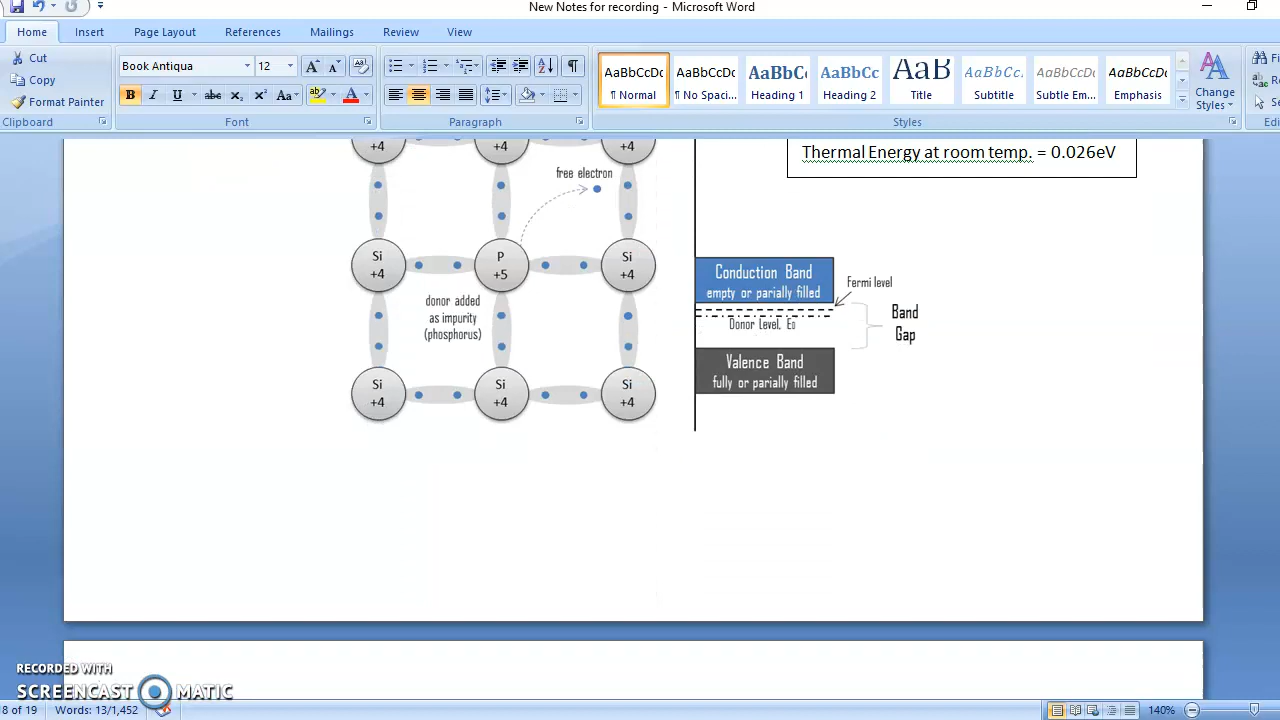 New Notes for recording - Microsoft Word
Home Insert Page Layout References Mailings Review View
Cut
Copy
Format Painter
Clipboard
Book Antiqua 12
B I U abc X₂ X² Aa
Font
Paragraph
AaBbCcDc AaBbCcDc AaBbC AaBbCc AaB AaBbCc. AaBbCcDc AaBbCcDc
¶ Normal ¶ No Spaci... Heading 1 Heading 2 Title Subtitle Subtle Em... Emphasis
Change
Styles
Styles
Thermal Energy at room temp. = 0.026eV
+4 +4 +4
free electron
Si +4
P +5
Si +4
donor added
as impurity
(phosphorus)
Si +4
Si +4
Si +4
Conduction Band
empty or parially filled
Fermi level
Donor Level, E
Band
Gap
Valence Band
fully or parially filled
RECORDED WITH
SCREENCAST MATIC
8 of 19 Words: 13/1,452 140%